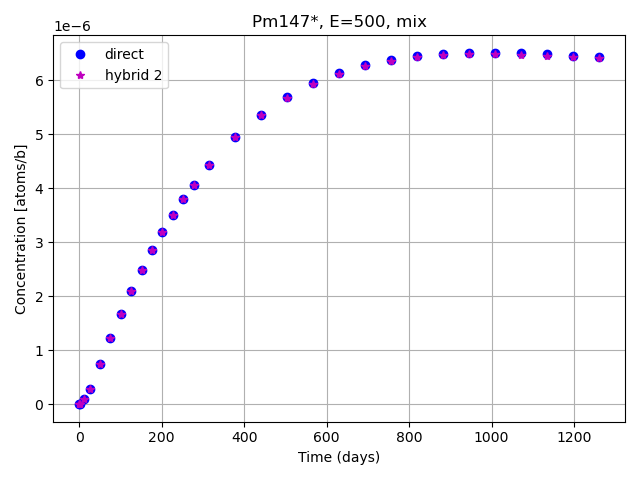 Pm147*, E=500, mix
1e−6
direct
hybrid 2
6
5
4
3
2
1
0
Concentration [atoms/b]
0 200 400 600 800 1000 1200
Time (days)